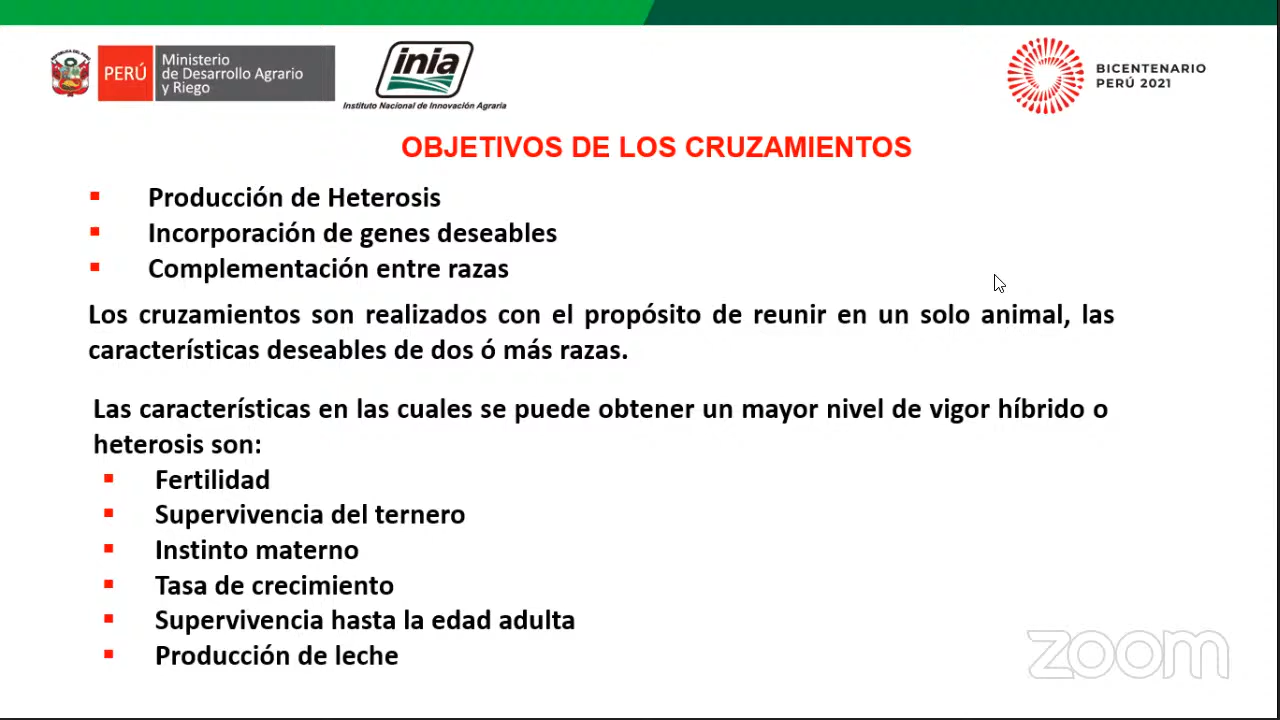 PERÚ
Ministerio
de Desarrollo Agrario
y Riego
inia
Instituto Nacional de Innovación Agraria
BICENTENARIO
PERÚ 2021
OBJETIVOS DE LOS CRUZAMIENTOS
Producción de Heterosis
Incorporación de genes deseables
Complementación entre razas
Los cruzamientos son realizados con el propósito de reunir en un solo animal, las
características deseables de dos ó más razas.
Las características en las cuales se puede obtener un mayor nivel de vigor híbrido o
heterosis son:
Fertilidad
Supervivencia del ternero
Instinto materno
Tasa de crecimiento
Supervivencia hasta la edad adulta
Producción de leche
zoom